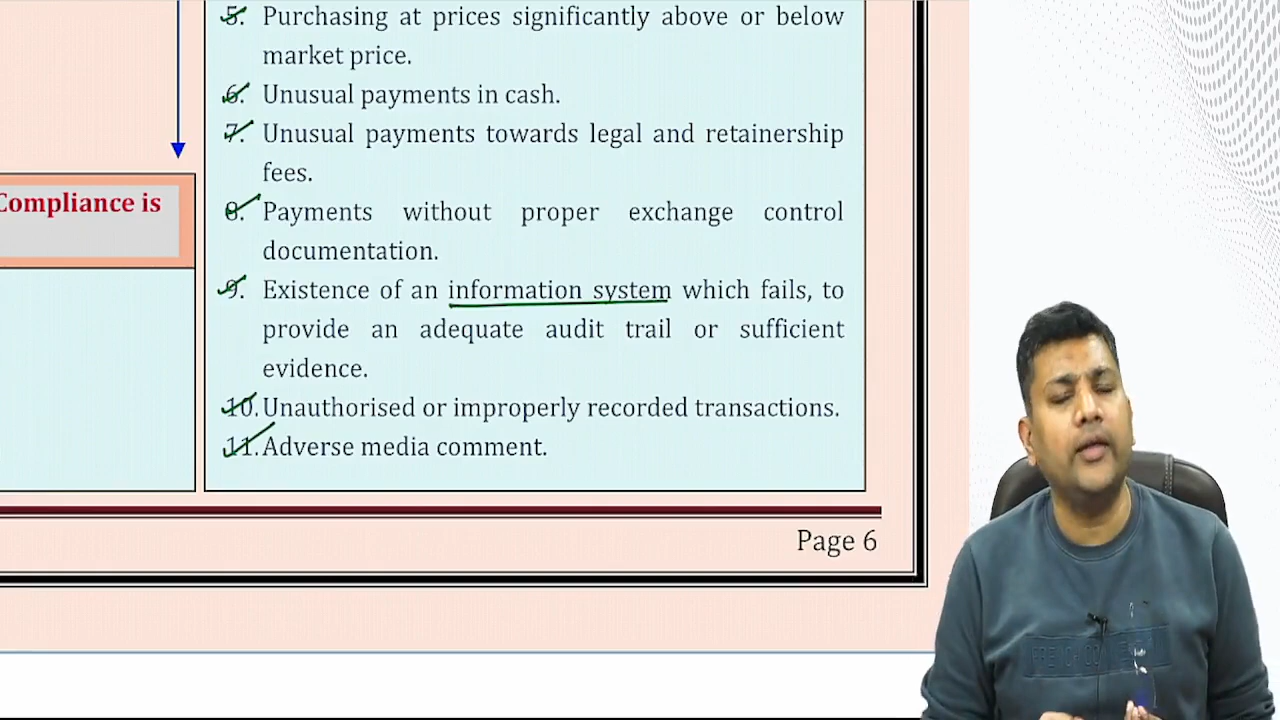 5. Purchasing at prices significantly above or below
market price.
6. Unusual payments in cash.
7. Unusual payments towards legal and retainership
fees.
8. Payments without proper exchange control
documentation.
9. Existence of an information system which fails, to
provide an adequate audit trail or sufficient
evidence.
10. Unauthorised or improperly recorded transactions.
11. Adverse media comment.
Compliance is
Page 6